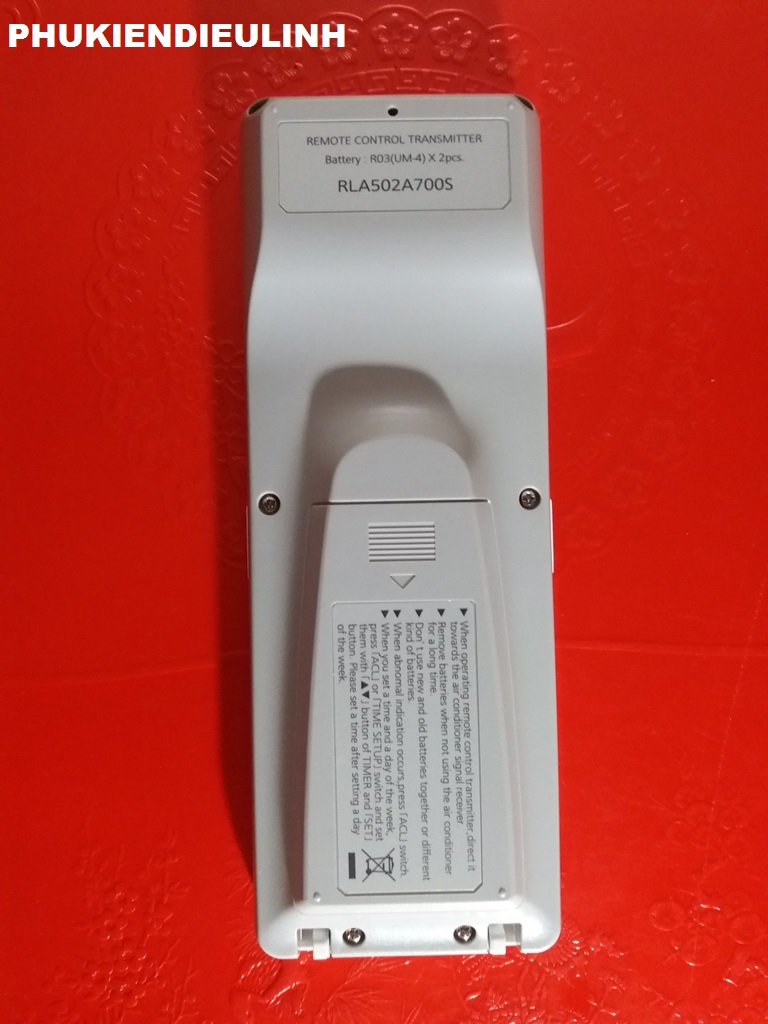 PHUKIENDIEULINH
REMOTE CONTROL TRANSMITTER
Battery : R03(UM-4) X 2pcs.
RLA502A700S
▶ When operating remote control transmitter,direct it
towards the air conditioner signal receiver
▶ Remove batteries when not using the air conditioner
for a long time.
▶ Don't use new and old batteries together or different
kind of batteries.
▶ When abnomal indication occurs,press「ACL」switch.
▶ When you set a time and a day of the week,
press「ACL」or「TIME SETUP」switch and set
them with「▲▼」button of TIMER and「SET」
button. Please set a time after setting a day
of the week.